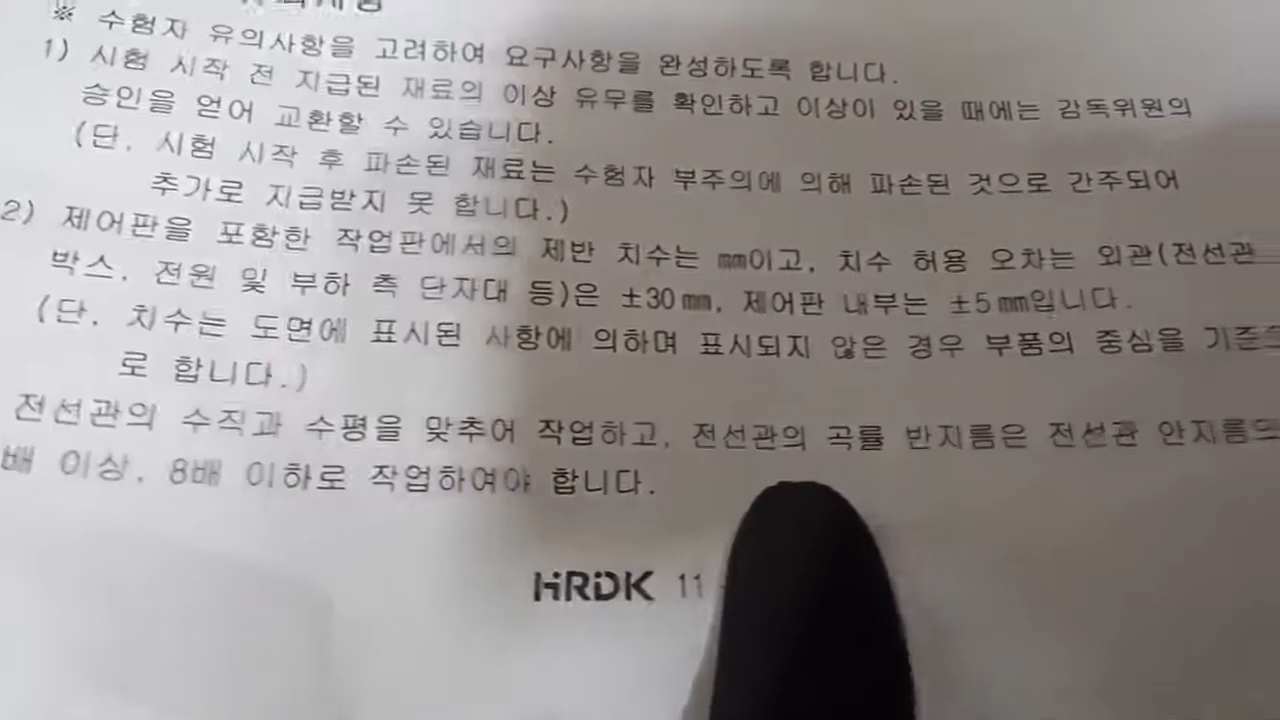 ※ 수험자 유의사항을 고려하여 요구사항을 완성하도록 합니다.
1) 시험 시작 전 지급된 재료의 이상 유무를 확인하고 이상이 있을 때에는 감독위원의
승인을 얻어 교환할 수 있습니다.
(단, 시험 시작 후 파손된 재료는 수험자 부주의에 의해 파손된 것으로 간주되어
추가로 지급받지 못 합니다.)
2) 제어판을 포함한 작업판에서의 제반 치수는 ㎜이고, 치수 허용 오차는 외관(전선관
박스, 전원 및 부하 측 단자대 등)은 ±30㎜, 제어판 내부는 ±5㎜입니다.
(단, 치수는 도면에 표시된 사항에 의하며 표시되지 않은 경우 부품의 중심을 기준
로 합니다.)
전선관의 수직과 수평을 맞추어 작업하고, 전선관의 곡률 반지름은 전선관 안지름의
배 이상, 8배 이하로 작업하여야 합니다.
HRDK 11